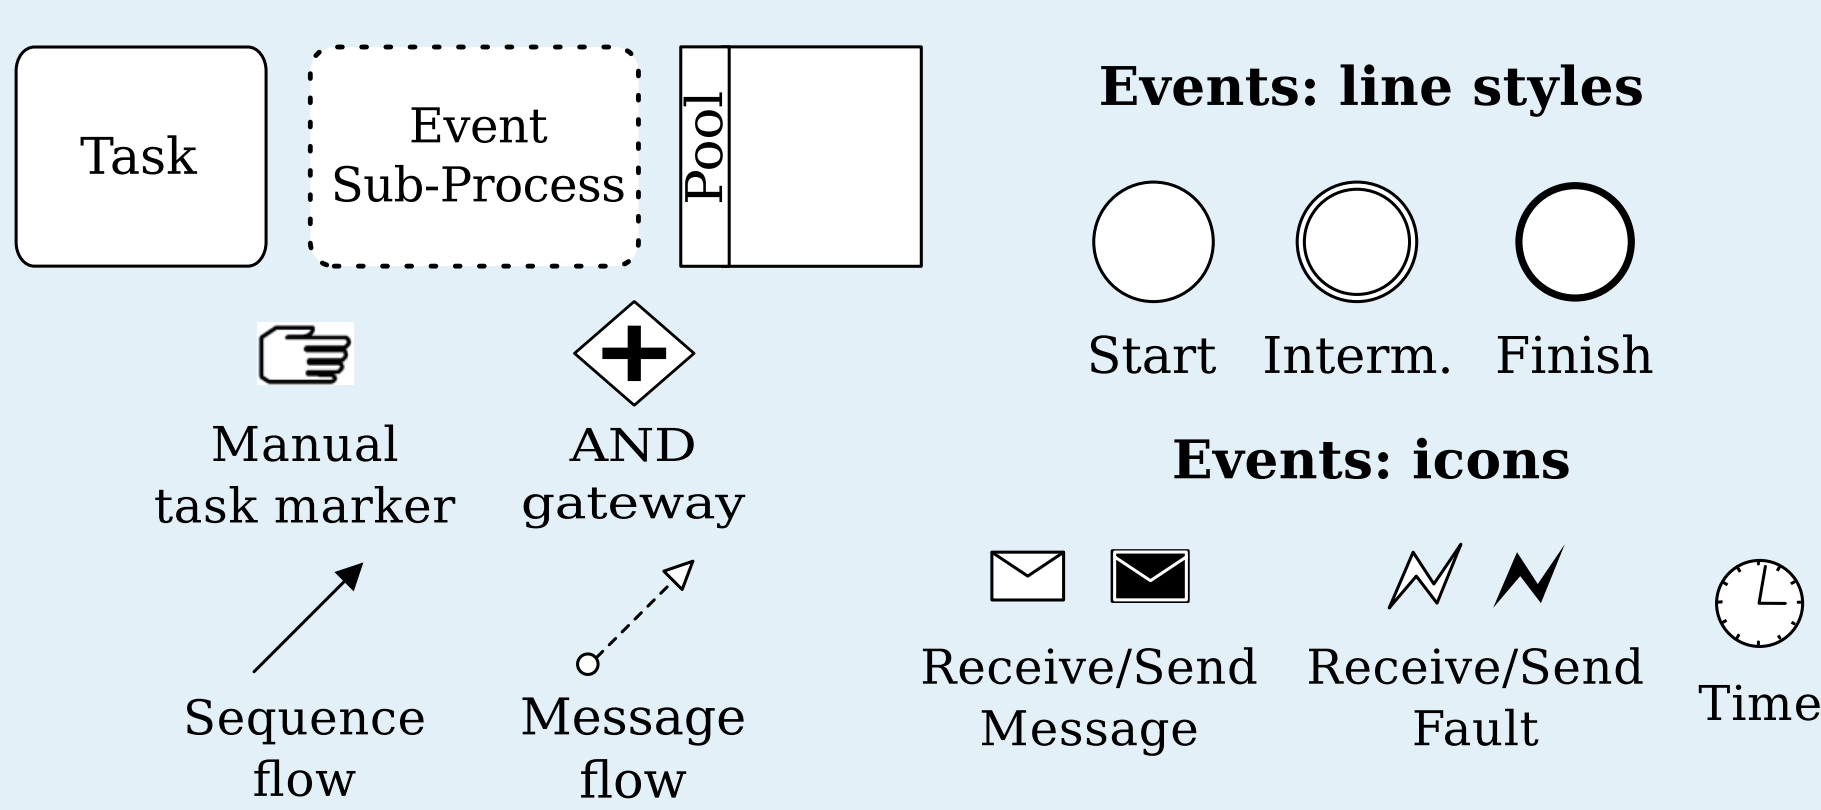 Task
Event
Sub-Process
Pool
Manual
task marker
AND
gateway
Sequence
flow
Message
flow
Events: line styles
Start
Interm.
Finish
Events: icons
Receive/Send
Message
Receive/Send
Fault
Time